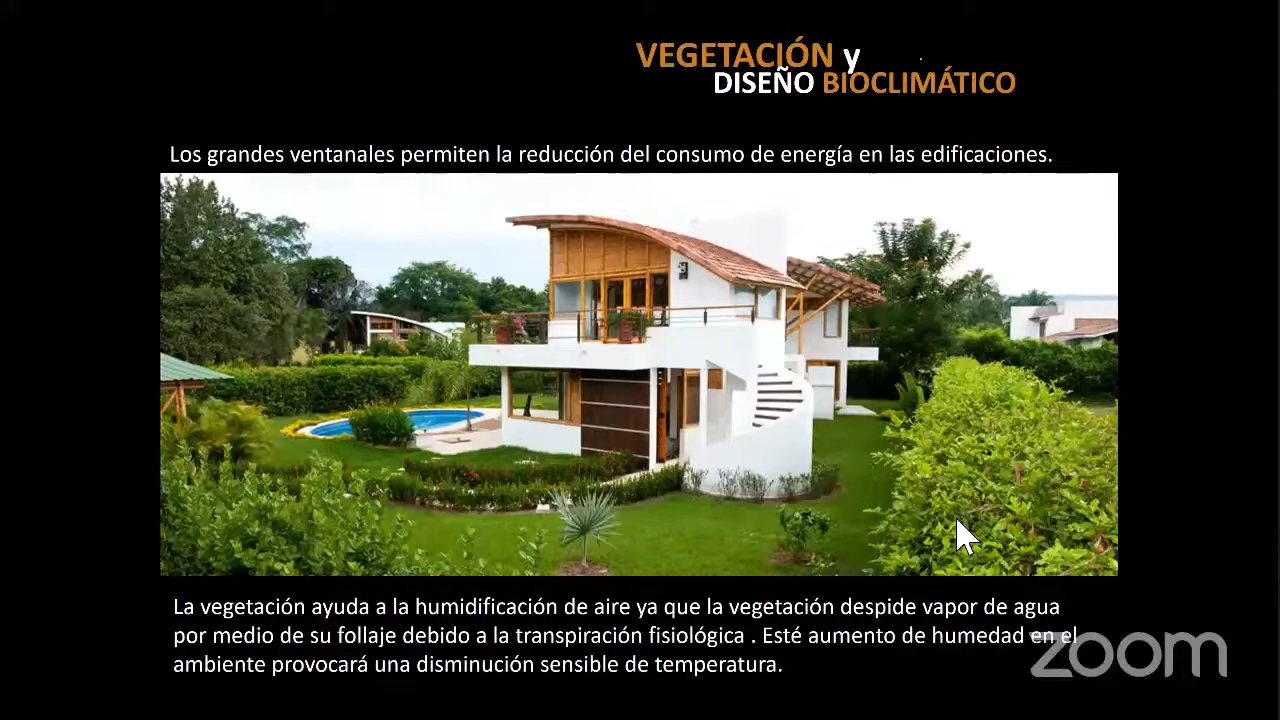 VEGETACIÓN y
DISEÑO BIOCLIMÁTICO
Los grandes ventanales permiten la reducción del consumo de energía en las edificaciones.
La vegetación ayuda a la humidificación de aire ya que la vegetación despide vapor de agua
por medio de su follaje debido a la transpiración fisiológica . Esté aumento de humedad en el
ambiente provocará una disminución sensible de temperatura.
zoom